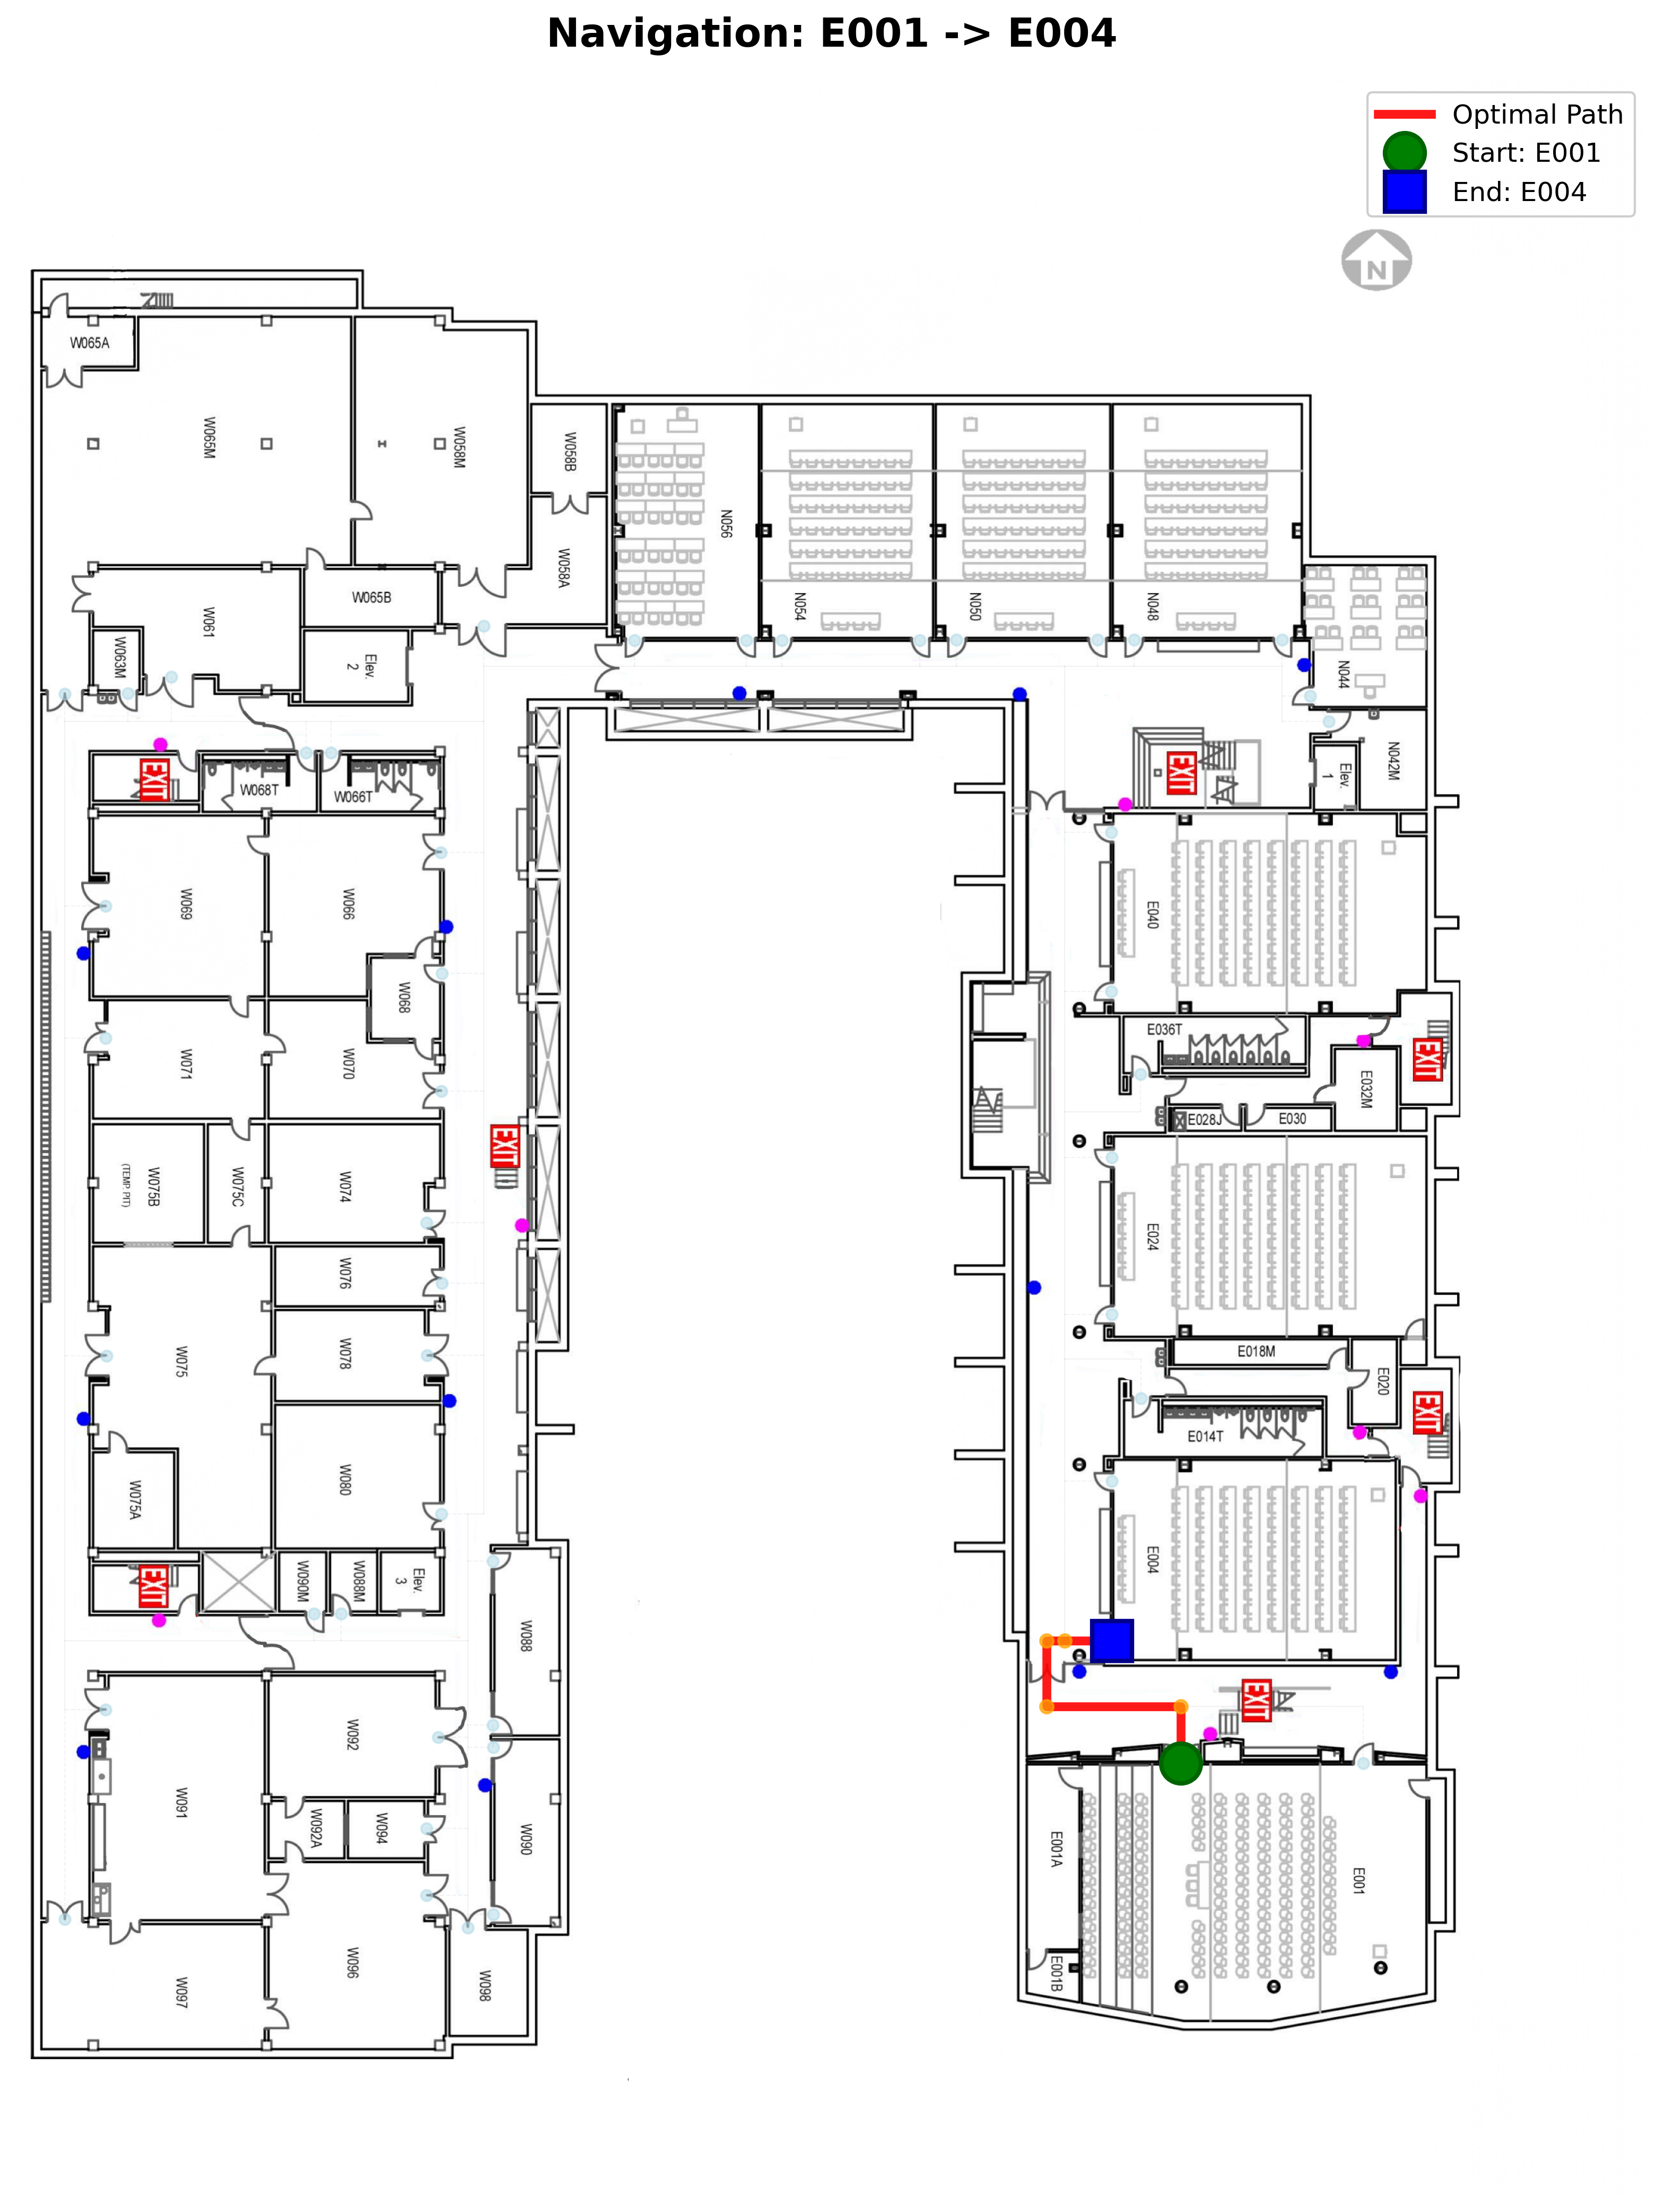 Navigation: E001 -> E004
Optimal Path
Start: E001
End: E004
N
W065A
W065M
W058M
W058B
W058A
N056
N054
N050
N048
N044
W065B
W061
W063M
Elev.
2
N042M
Elev.
1
EXIT
EXIT
W068T
W066T
W069
W066
E040
W068
W071
W070
E036T
EXIT
E032M
E028J
E030
EXIT
W075B
(TEMP. PIT)
W075C
W074
E024
W076
W075
W078
E018M
E020
EXIT
E014T
W075A
W080
E004
W090M
W088M
Elev.
3
EXIT
W088
EXIT
W092
W091
W092A
W094
W090
E001A
E001
W096
W097
W098
E001B